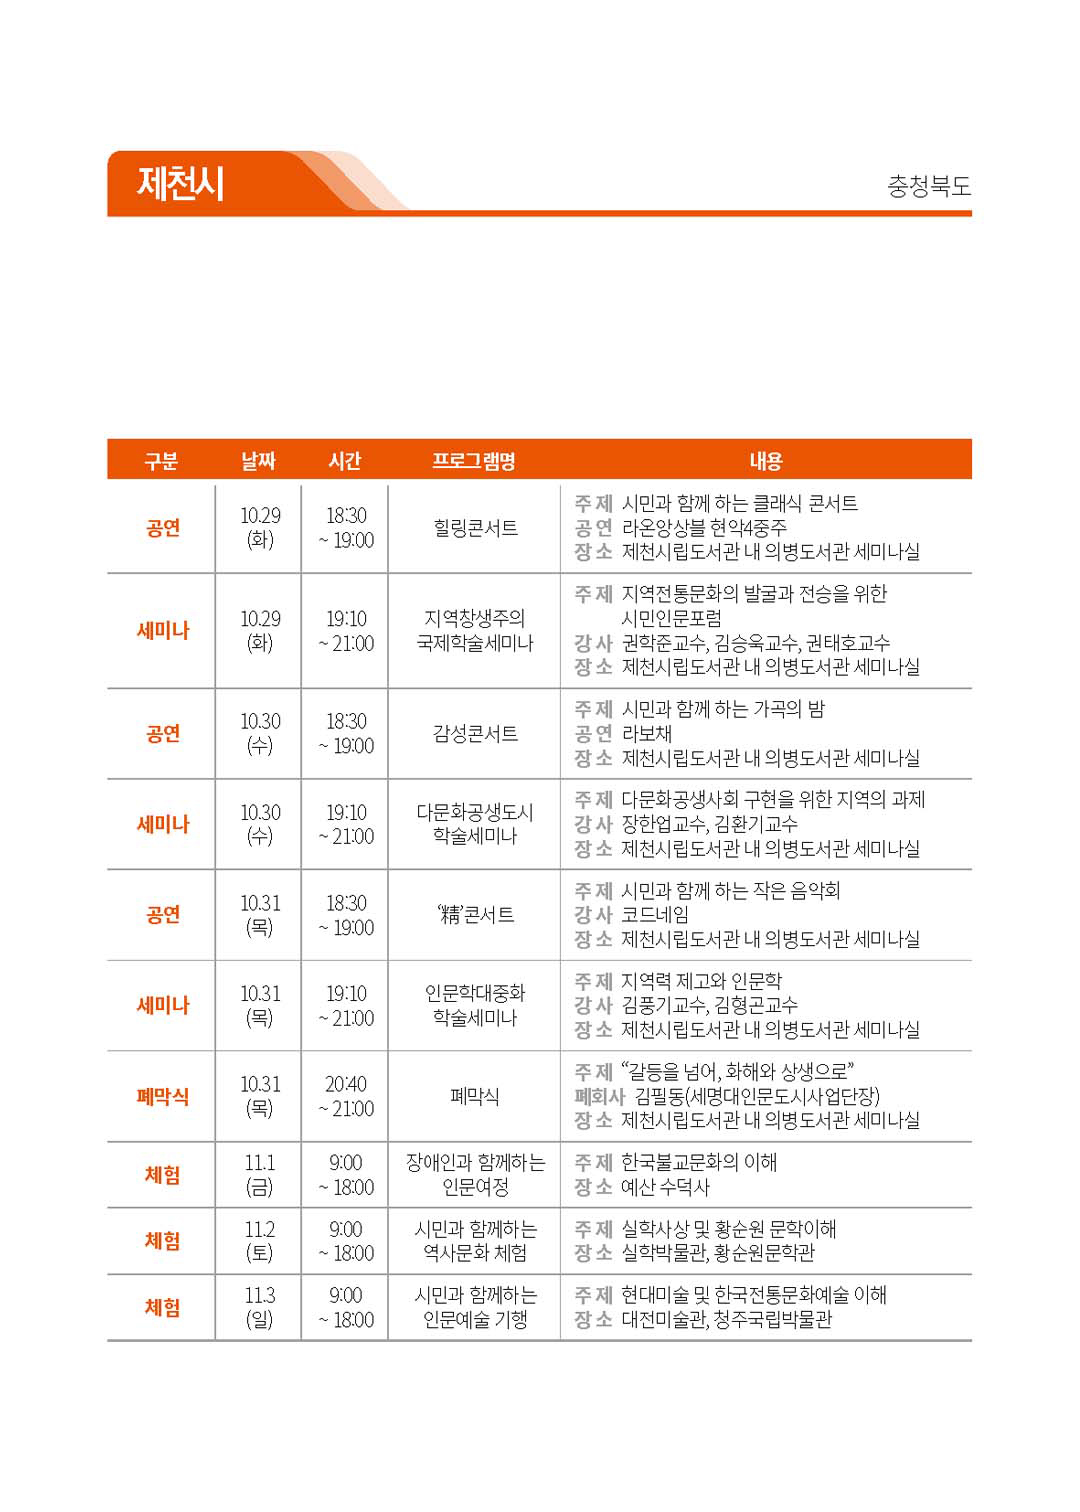 제천시
충청북도
구분 날짜 시간 프로그램명 내용
공연
10.29
(화)
18:30
~ 19:00
힐링콘서트
주 제 시민과 함께 하는 클래식 콘서트
공 연 라온앙상블 현악4중주
장 소 제천시립도서관 내 의병도서관 세미나실
세미나
10.29
(화)
19:10
~ 21:00
지역창생주의
국제학술세미나
주 제 지역전통문화의 발굴과 전승을 위한
시민인문포럼
강 사 권학준교수, 김승욱교수, 권태호교수
장 소 제천시립도서관 내 의병도서관 세미나실
공연
10.30
(수)
18:30
~ 19:00
감성콘서트
주 제 시민과 함께 하는 가곡의 밤
공 연 라보채
장 소 제천시립도서관 내 의병도서관 세미나실
세미나
10.30
(수)
19:10
~ 21:00
다문화공생도시
학술세미나
주 제 다문화공생사회 구현을 위한 지역의 과제
강 사 장한업교수, 김환기교수
장 소 제천시립도서관 내 의병도서관 세미나실
공연
10.31
(목)
18:30
~ 19:00
‘精’콘서트
주 제 시민과 함께 하는 작은 음악회
강 사 코드네임
장 소 제천시립도서관 내 의병도서관 세미나실
세미나
10.31
(목)
19:10
~ 21:00
인문학대중화
학술세미나
주 제 지역력 제고와 인문학
강 사 김풍기교수, 김형곤교수
장 소 제천시립도서관 내 의병도서관 세미나실
폐막식
10.31
(목)
20:40
~ 21:00
폐막식
주 제 “갈등을 넘어, 화해와 상생으로”
폐회사 김필동(세명대인문도시사업단장)
장 소 제천시립도서관 내 의병도서관 세미나실
체험
11.1
(금)
9:00
~ 18:00
장애인과 함께하는
인문여정
주 제 한국불교문화의 이해
장 소 예산 수덕사
체험
11.2
(토)
9:00
~ 18:00
시민과 함께하는
역사문화 체험
주 제 실학사상 및 황순원 문학이해
장 소 실학박물관, 황순원문학관
체험
11.3
(일)
9:00
~ 18:00
시민과 함께하는
인문예술 기행
주 제 현대미술 및 한국전통문화예술 이해
장 소 대전미술관, 청주국립박물관